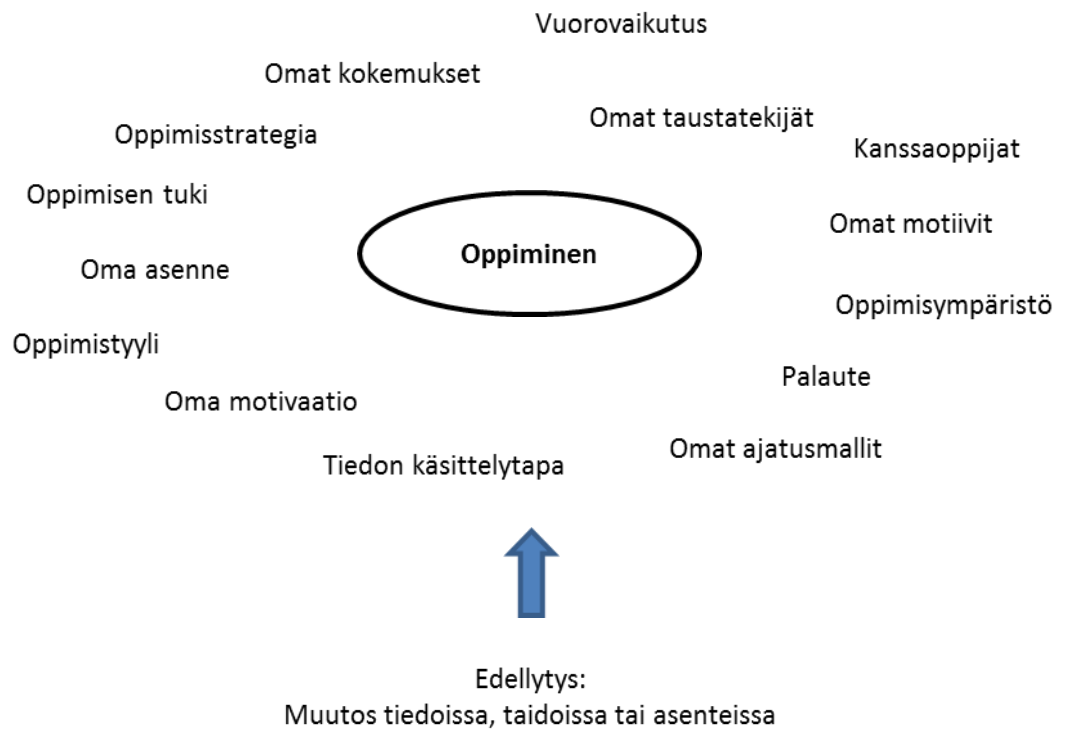 Vuorovaikutus
Omat kokemukset
Omat taustatekijät
Oppimisstrategia
Kanssaoppijat
Oppimisen tuki
Omat motiivit
Oppiminen
Oma asenne
Oppimisympäristö
Oppimistyyli
Palaute
Oma motivaatio
Omat ajatusmallit
Tiedon käsittelytapa
Edellytys:
Muutos tiedoissa, taidoissa tai asenteissa